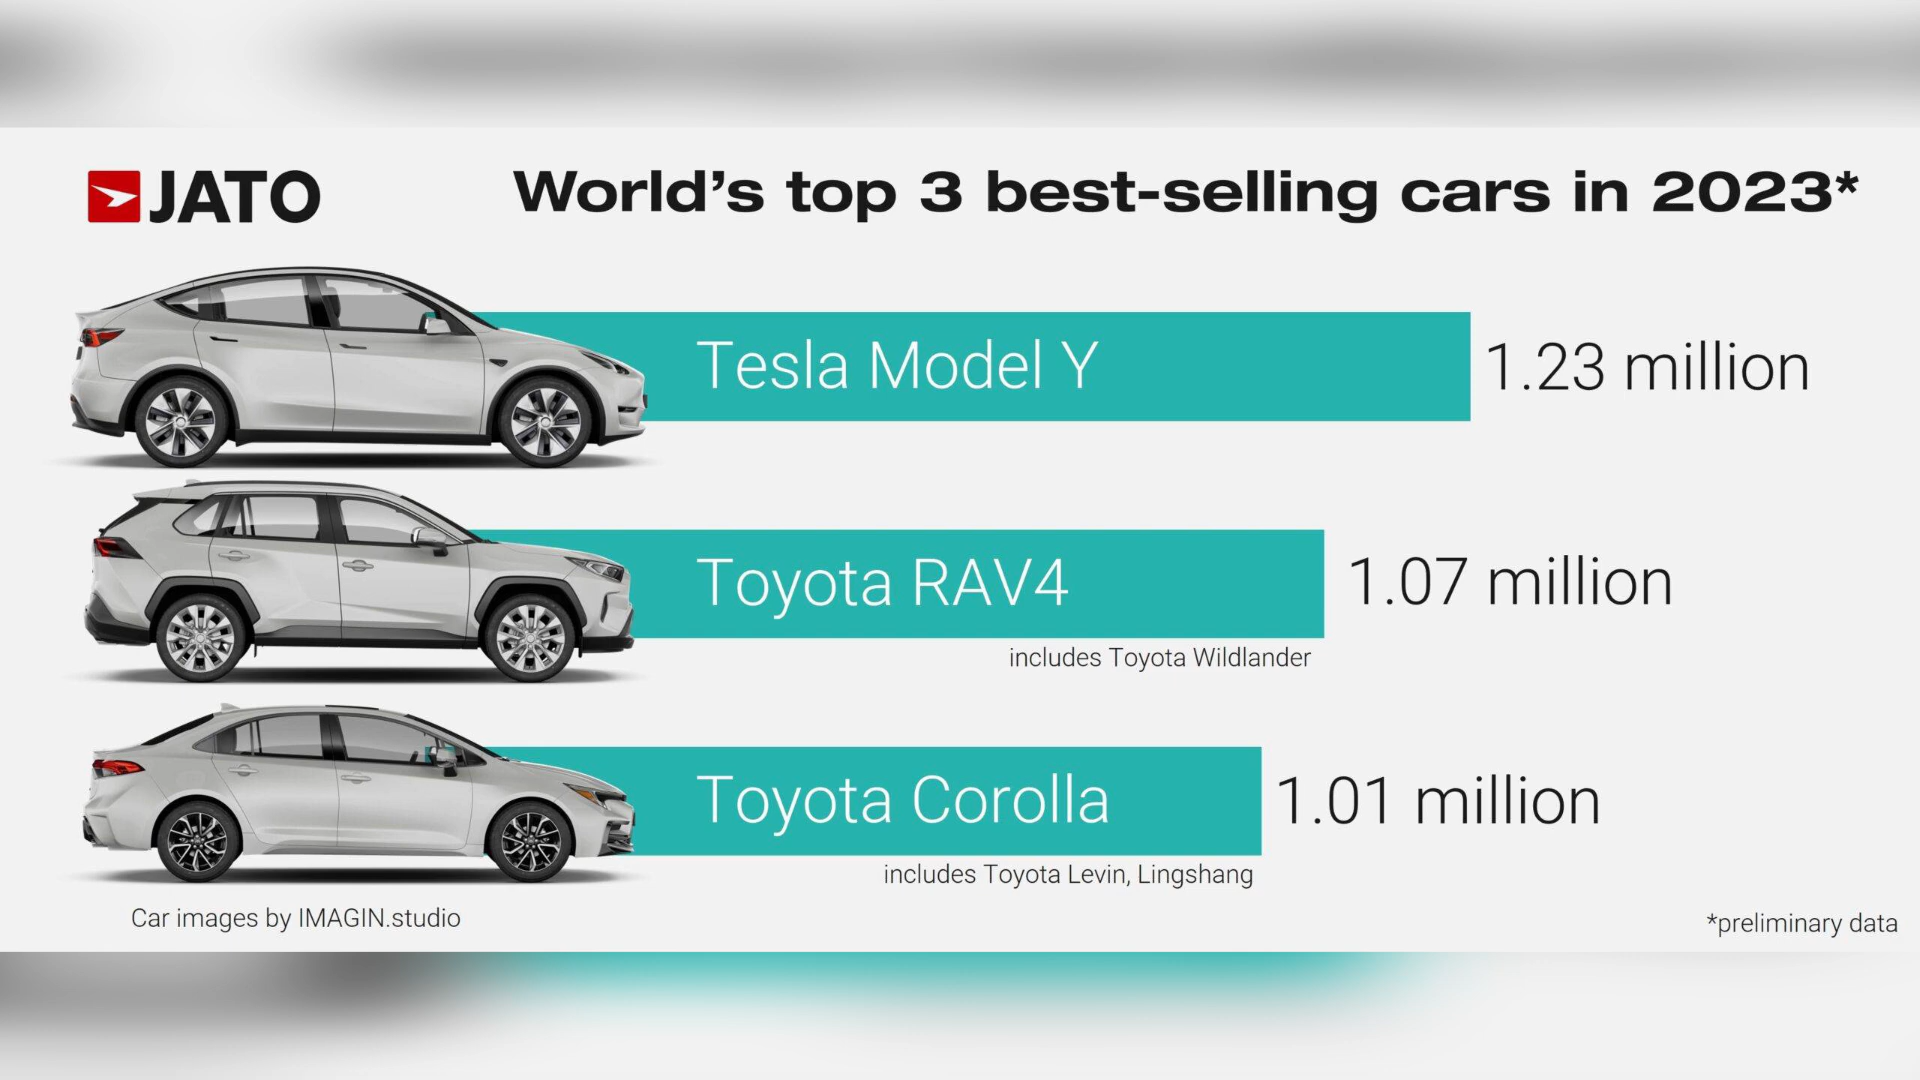 JATO
World's top 3 best-selling cars in 2023*
Tesla Model Y
1.23 million
Toyota RAV4
1.07 million
includes Toyota Wildlander
Toyota Corolla
1.01 million
includes Toyota Levin, Lingshang
Car images by IMAGIN.studio
*preliminary data